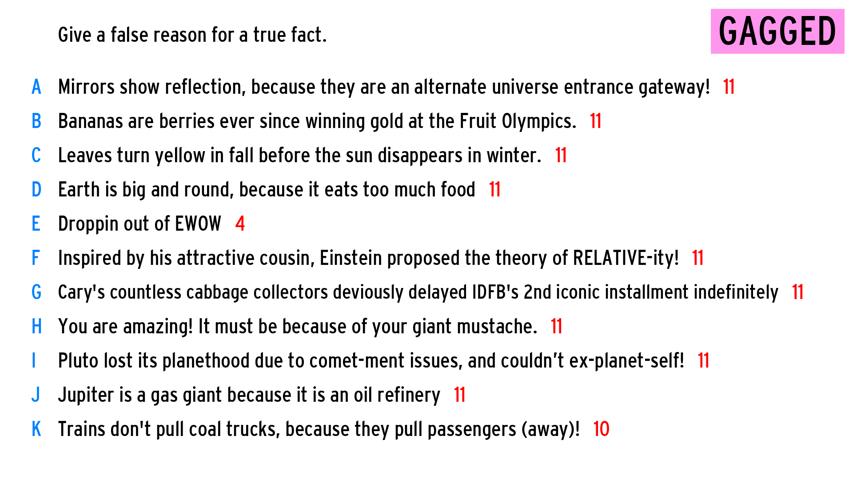 Give a false reason for a true fact.
GAGGED
A Mirrors show reflection, because they are an alternate universe entrance gateway! 11
B Bananas are berries ever since winning gold at the Fruit Olympics. 11
C Leaves turn yellow in fall before the sun disappears in winter. 11
D Earth is big and round, because it eats too much food 11
E Droppin out of EWOW 4
F Inspired by his attractive cousin, Einstein proposed the theory of RELATIVE-ity! 11
G Cary's countless cabbage collectors deviously delayed IDFB's 2nd iconic installment indefinitely 11
H You are amazing! It must be because of your giant mustache. 11
I Pluto lost its planethood due to comet-ment issues, and couldn't ex-planet-self! 11
J Jupiter is a gas giant because it is an oil refinery 11
K Trains don't pull coal trucks, because they pull passengers (away)! 10